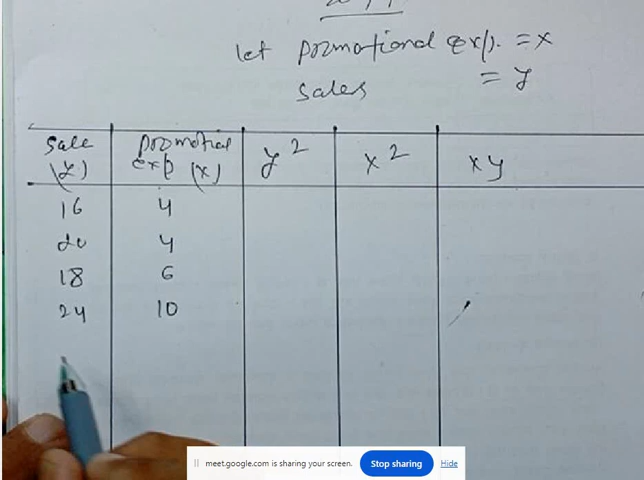 let promotional exp. = x
sales = y
Sale (y) promotial exp (x) y² x² xy
16 4
20 4
18 6
24 10
meet.google.com is sharing your screen. Stop sharing Hide